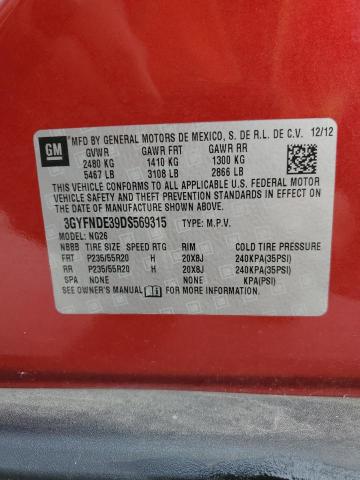 GM
MFD BY GENERAL MOTORS DE MEXICO, S. DE R.L. DE C.V. 12/12
GVWR GAWR FRT GAWR RR
2480 KG 1410 KG 1300 KG
5467 LB 3108 LB 2866 LB
THIS VEHICLE CONFORMS TO ALL APPLICABLE U.S. FEDERAL MOTOR
VEHICLE SAFETY AND THEFT PREVENTION STANDARDS IN EFFECT ON THE
DATE OF MANUFACTURE SHOWN ABOVE.
3GYFNDE39DS569315 TYPE: M.P.V.
MODEL: NG26
NBBB TIRE SIZE SPEED RTG RIM COLD TIRE PRESSURE
FRT P235/55R20 H 20X8J 240KPA(35PSI)
RR P235/55R20 H 20X8J 240KPA(35PSI)
SPA NONE NONE KPA(PSI)
SEE OWNER'S MANUAL FOR MORE INFORMATION.